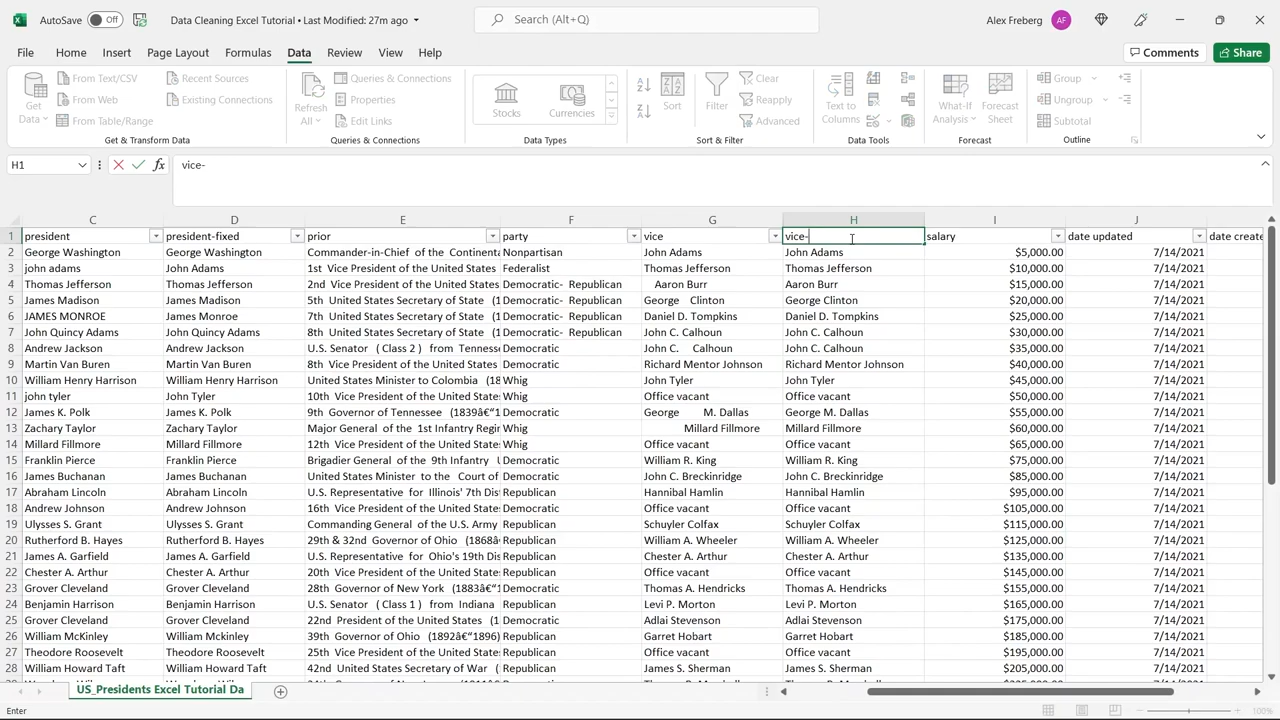 AutoSave Off Data Cleaning Excel Tutorial • Last Modified: 27m ago Search (Alt+Q) Alex Freberg AF
File Home Insert Page Layout Formulas Data Review View Help Comments Share
Get Data From Text/CSV From Web From Table/Range Recent Sources Existing Connections Refresh All Queries & Connections Properties Edit Links Stocks Currencies Sort Filter Clear Reapply Advanced Text to Columns What-If Analysis Forecast Sheet Group Ungroup Subtotal
Get & Transform Data Queries & Connections Data Types Sort & Filter Data Tools Forecast Outline
H1 fx vice-
C D E F G H I J
1 president president-fixed prior party vice vice- salary date updated date create
2 George Washington George Washington Commander-in-Chief of the Continenta Nonpartisan John Adams John Adams $5,000.00 7/14/2021
3 john adams John Adams 1st Vice President of the United States Federalist Thomas Jefferson Thomas Jefferson $10,000.00 7/14/2021
4 Thomas Jefferson Thomas Jefferson 2nd Vice President of the United States Democratic- Republican Aaron Burr Aaron Burr $15,000.00 7/14/2021
5 James Madison James Madison 5th United States Secretary of State (1 Democratic- Republican George Clinton George Clinton $20,000.00 7/14/2021
6 JAMES MONROE James Monroe 7th United States Secretary of State (1 Democratic- Republican Daniel D. Tompkins Daniel D. Tompkins $25,000.00 7/14/2021
7 John Quincy Adams John Quincy Adams 8th United States Secretary of State (1 Democratic- Republican John C. Calhoun John C. Calhoun $30,000.00 7/14/2021
8 Andrew Jackson Andrew Jackson U.S. Senator ( Class 2 ) from Tennesse Democratic John C. Calhoun John C. Calhoun $35,000.00 7/14/2021
9 Martin Van Buren Martin Van Buren 8th Vice President of the United States Democratic Richard Mentor Johnson Richard Mentor Johnson $40,000.00 7/14/2021
10 William Henry Harrison William Henry Harrison United States Minister to Colombia (18 Whig John Tyler John Tyler $45,000.00 7/14/2021
11 john tyler John Tyler 10th Vice President of the United State Whig Office vacant Office vacant $50,000.00 7/14/2021
12 James K. Polk James K. Polk 9th Governor of Tennessee (1839â€“1 Democratic George M. Dallas George M. Dallas $55,000.00 7/14/2021
13 Zachary Taylor Zachary Taylor Major General of the 1st Infantry Regin Whig Millard Fillmore Millard Fillmore $60,000.00 7/14/2021
14 Millard Fillmore Millard Fillmore 12th Vice President of the United State Whig Office vacant Office vacant $65,000.00 7/14/2021
15 Franklin Pierce Franklin Pierce Brigadier General of the 9th Infantry Democratic William R. King William R. King $75,000.00 7/14/2021
16 James Buchanan James Buchanan United States Minister to the Court of Democratic John C. Breckinridge John C. Breckinridge $85,000.00 7/14/2021
17 Abraham Lincoln Abraham Lincoln U.S. Representative for Illinois' 7th Dis Republican Hannibal Hamlin Hannibal Hamlin $95,000.00 7/14/2021
18 Andrew Johnson Andrew Johnson 16th Vice President of the United State Republican Office vacant Office vacant $105,000.00 7/14/2021
19 Ulysses S. Grant Ulysses S. Grant Commanding General of the U.S. Army Republican Schuyler Colfax Schuyler Colfax $115,000.00 7/14/2021
20 Rutherford B. Hayes Rutherford B. Hayes 29th & 32nd Governor of Ohio (1868â Republican William A. Wheeler William A. Wheeler $125,000.00 7/14/2021
21 James A. Garfield James A. Garfield U.S. Representative for Ohio's 19th Dis Republican Chester A. Arthur Chester A. Arthur $135,000.00 7/14/2021
22 Chester A. Arthur Chester A. Arthur 20th Vice President of the United State Republican Office vacant Office vacant $145,000.00 7/14/2021
23 Grover Cleveland Grover Cleveland 28th Governor of New York (1883â€“1 Democratic Thomas A. Hendricks Thomas A. Hendricks $155,000.00 7/14/2021
24 Benjamin Harrison Benjamin Harrison U.S. Senator ( Class 1 ) from Indiana Republican Levi P. Morton Levi P. Morton $165,000.00 7/14/2021
25 Grover Cleveland Grover Cleveland 22nd President of the United States (1 Democratic Adlai Stevenson Adlai Stevenson $175,000.00 7/14/2021
26 William McKinley William Mckinley 39th Governor of Ohio (1892â€“1896) Republican Garret Hobart Garret Hobart $185,000.00 7/14/2021
27 Theodore Roosevelt Theodore Roosevelt 25th Vice President of the United State Republican Office vacant Office vacant $195,000.00 7/14/2021
28 William Howard Taft William Howard Taft 42nd United States Secretary of War ( Republican James S. Sherman James S. Sherman $205,000.00 7/14/2021
US_Presidents Excel Tutorial Da
Enter 100%